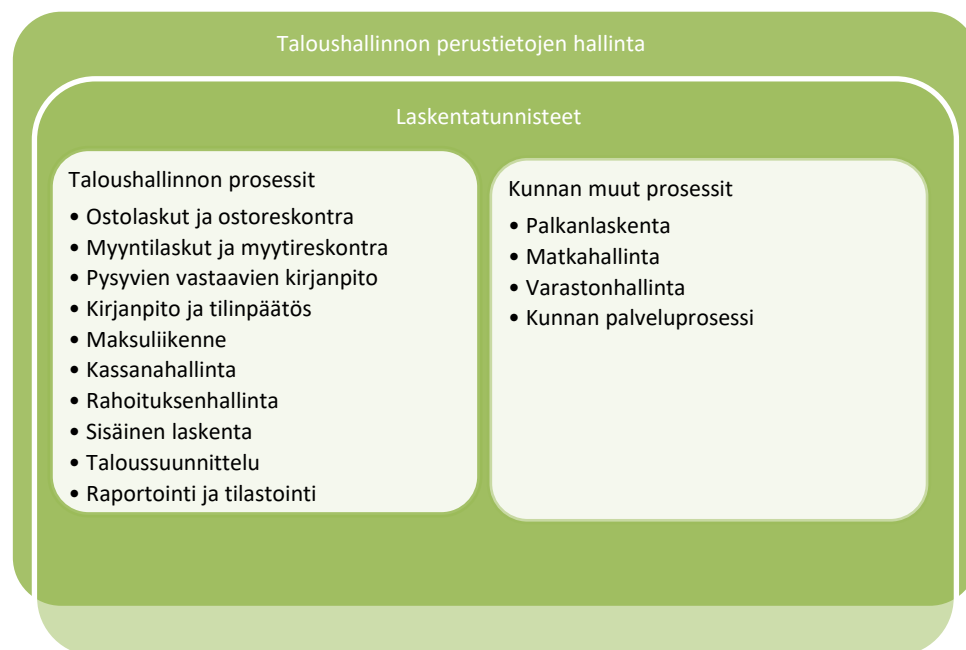 Taloushallinnon perustietojen hallinta
Laskentatunnisteet
Taloushallinnon prosessit
• Ostolaskut ja ostoreskontra
• Myyntilaskut ja myytireskontra
• Pysyvien vastaavien kirjanpito
• Kirjanpito ja tilinpäätös
• Maksuliikenne
• Kassanahallinta
• Rahoituksenhallinta
• Sisäinen laskenta
• Taloussuunnittelu
• Raportointi ja tilastointi
Kunnan muut prosessit
• Palkanlaskenta
• Matkahallinta
• Varastonhallinta
• Kunnan palveluprosessi